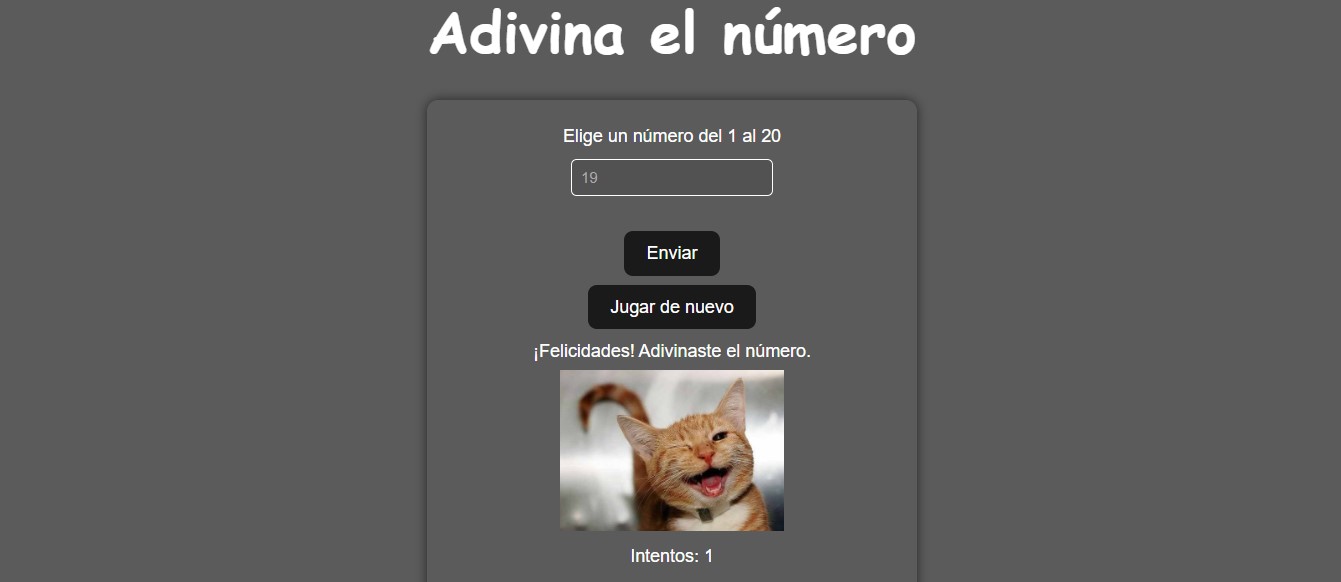 Adivina el número
Elige un número del 1 al 20
19
Enviar
Jugar de nuevo
¡Felicidades! Adivinaste el número.
Intentos: 1